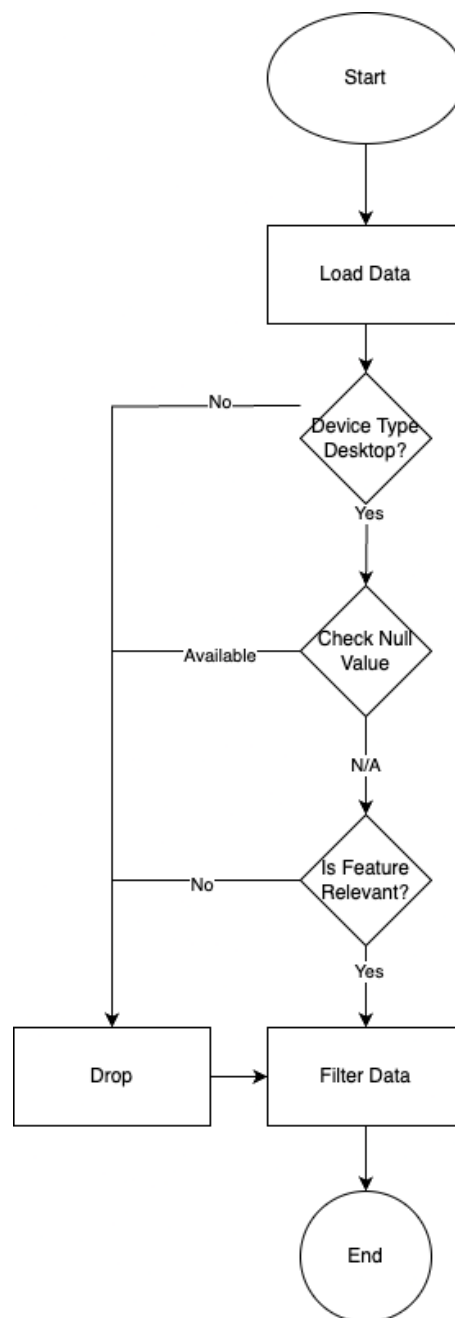 Start
Load Data
No
Device Type
Desktop?
Yes
Check Null
Value
Available
N/A
Is Feature
Relevant?
No
Yes
Drop
Filter Data
End